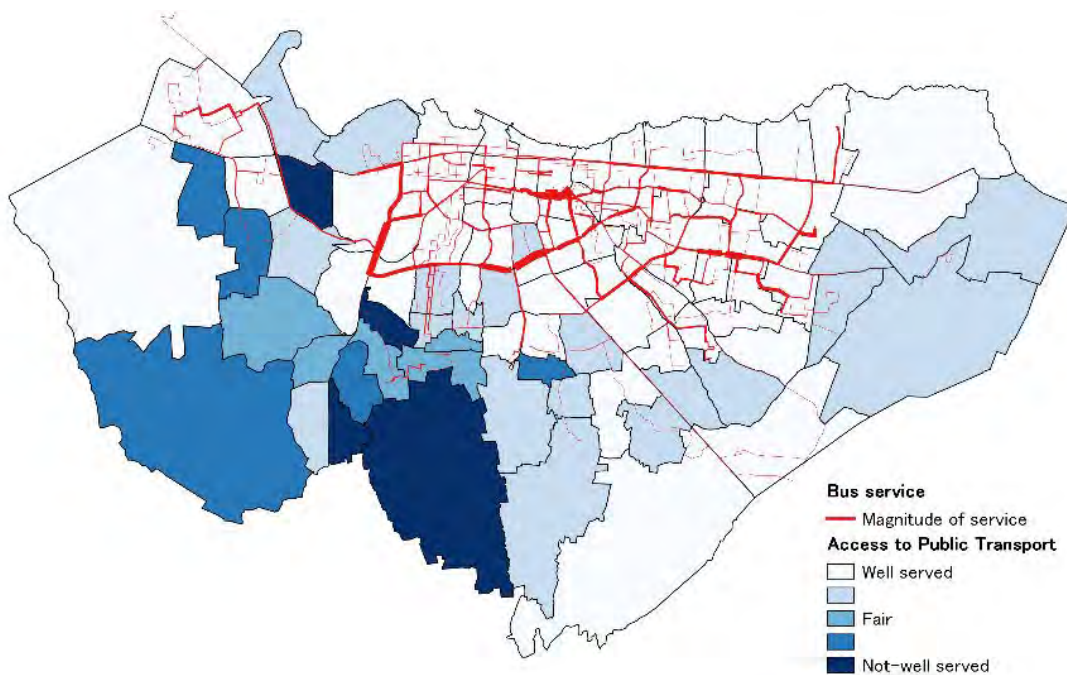 Bus service
Magnitude of service
Access to Public Transport
Well served
Fair
Not-well served